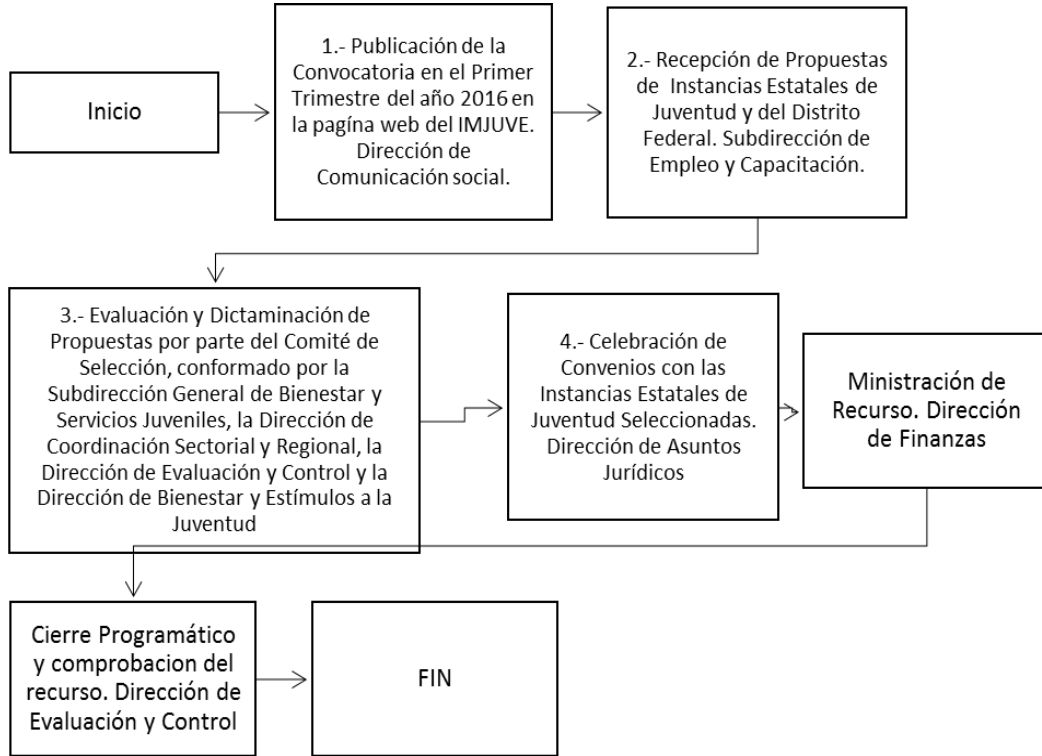 Inicio
1.- Publicación de la
Convocatoria en el Primer
Trimestre del año 2016 en
la pagína web del IMJUVE.
Dirección de
Comunicación social.
2.- Recepción de Propuestas
de Instancias Estatales de
Juventud y del Distrito
Federal. Subdirección de
Empleo y Capacitación.
3.- Evaluación y Dictaminación de
Propuestas por parte del Comité de
Selección, conformado por la
Subdirección General de Bienestar y
Servicios Juveniles, la Dirección de
Coordinación Sectorial y Regional, la
Dirección de Evaluación y Control y la
Dirección de Bienestar y Estímulos a la
Juventud
4.- Celebración de
Convenios con las
Instancias Estatales de
Juventud Seleccionadas.
Dirección de Asuntos
Jurídicos
Ministración de
Recurso. Dirección
de Finanzas
Cierre Programático
y comprobacion del
recurso. Dirección de
Evaluación y Control
FIN